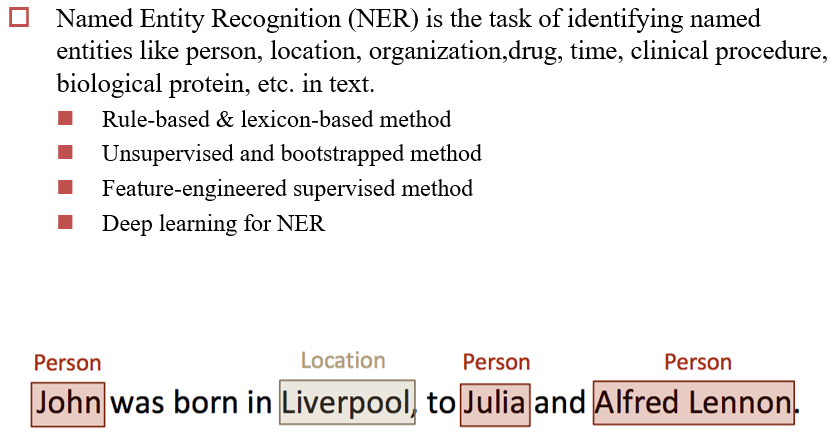 Named Entity Recognition (NER) is the task of identifying named
entities like person, location, organization,drug, time, clinical procedure,
biological protein, etc. in text.
Rule-based & lexicon-based method
Unsupervised and bootstrapped method
Feature-engineered supervised method
Deep learning for NER
Person Location Person Person
John was born in Liverpool, to Julia and Alfred Lennon.